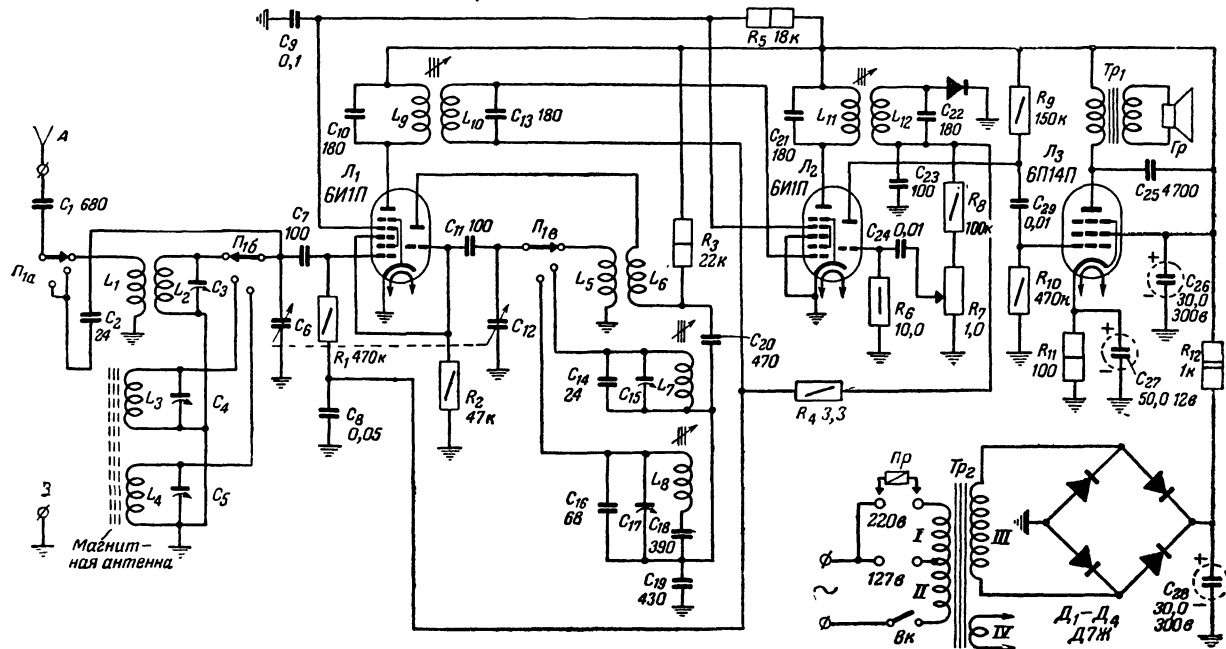 C9
0,1
R5 18к
C10
180
L9
L10
C13 180
C21
180
L11
L12
C22
180
R9
150к
Тр1
Гр
А
C1 680
Л1
6И1П
Л2
6И1П
C23
100
R8
100к
Л3
6П14П
C29
0,01
C25 4700
П1а
C2
24
L1
L2
C3
П1б
C7
100
C11 100
П1в
L5
L6
R3
22к
C24
0,01
R6
10,0
R7
1,0
R10
470к
C26
30,0
300в
C6
R1 470к
C12
C20
470
R11
100
C27
50,0 12в
R12
1к
L3
C4
C8
0,05
R2
47к
C14
24
C15
L7
R4 3,3
L4
C5
З
Магнит-
ная антенна
C16
68
C17
C18
390
L8
C19
430
Пр
Тр2
220в
127в
I
II
III
IV
~
Вк
Д1–Д4
Д7Ж
C28
30,0
300в